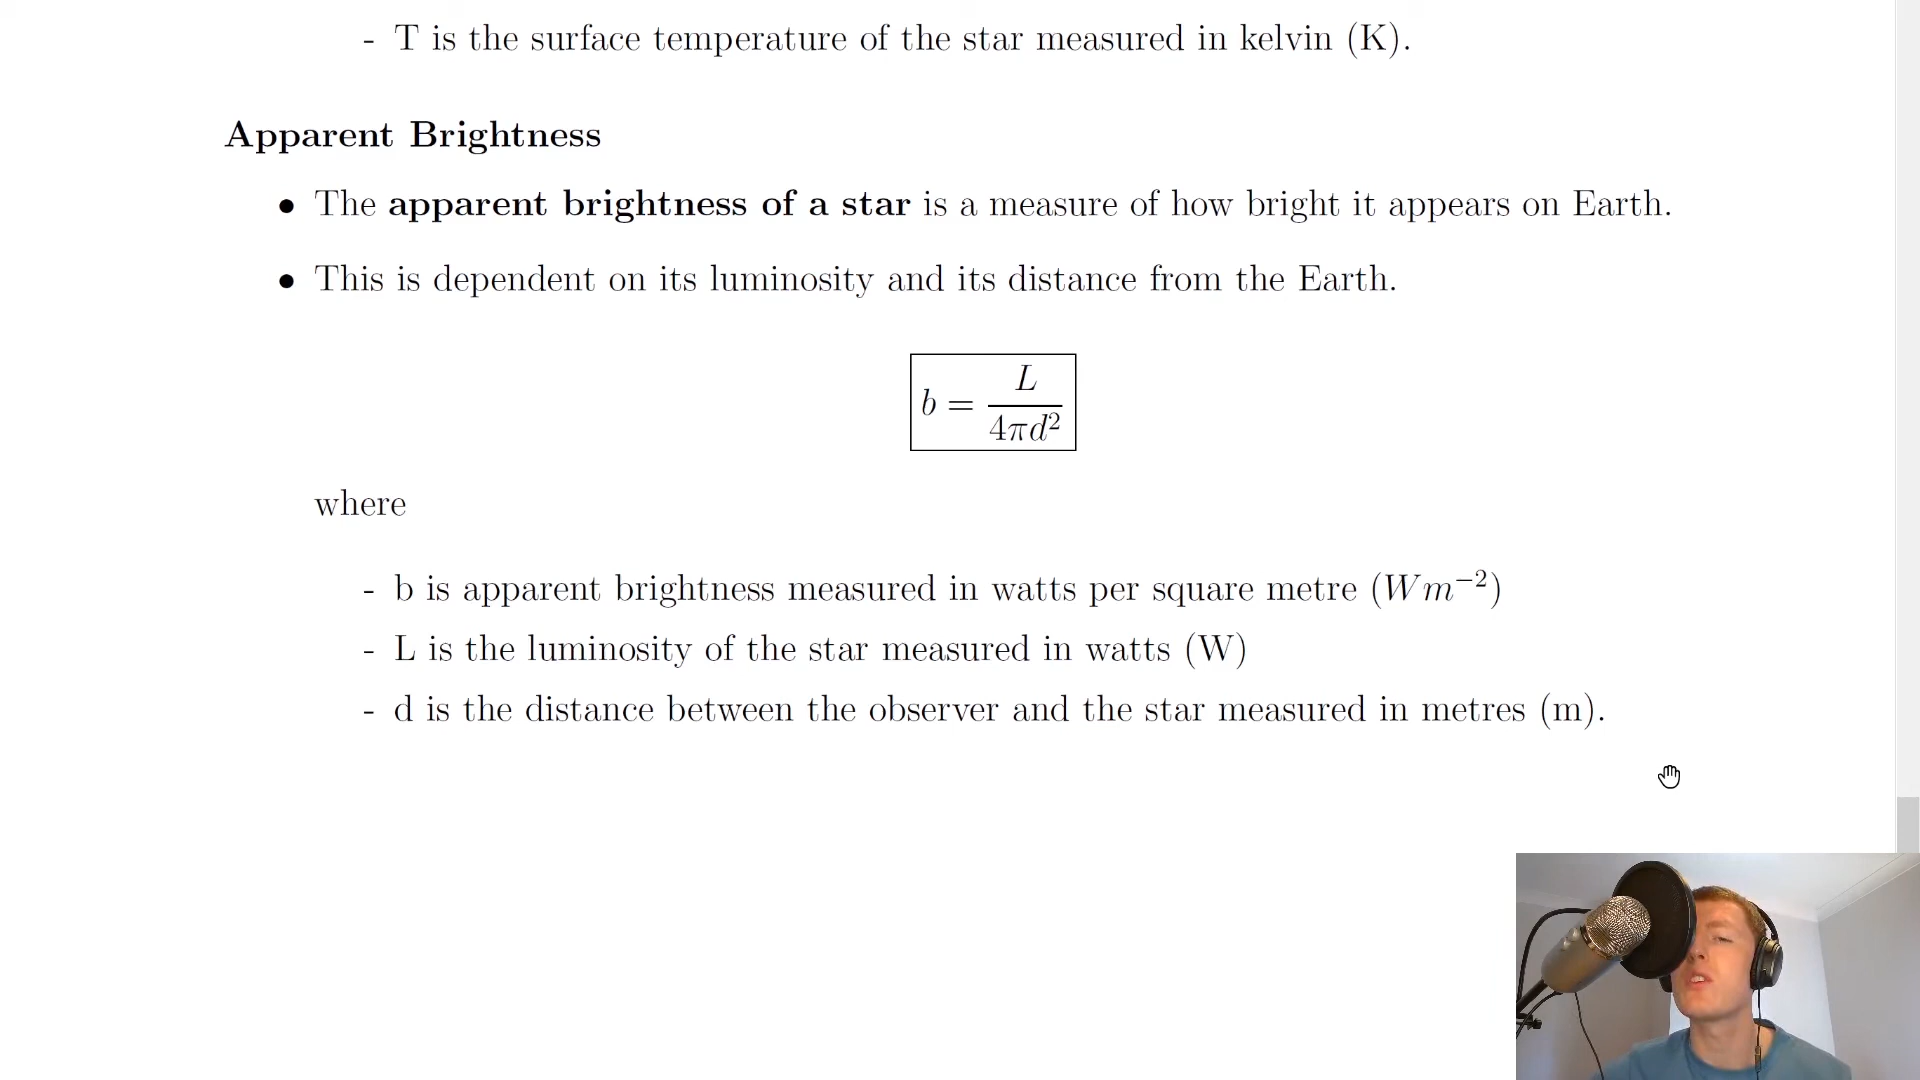 - T is the surface temperature of the star measured in kelvin (K).
Apparent Brightness
• The apparent brightness of a star is a measure of how bright it appears on Earth.
• This is dependent on its luminosity and its distance from the Earth.
b = L / 4πd²
where
- b is apparent brightness measured in watts per square metre (Wm⁻²)
- L is the luminosity of the star measured in watts (W)
- d is the distance between the observer and the star measured in metres (m).